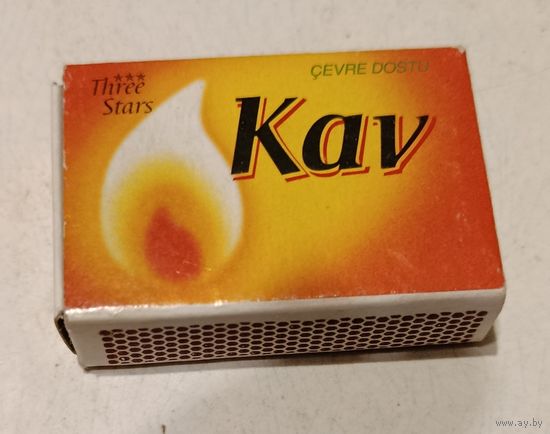 ★★★
Three
Stars
ÇEVRE DOSTU
Kav
www.ay.by